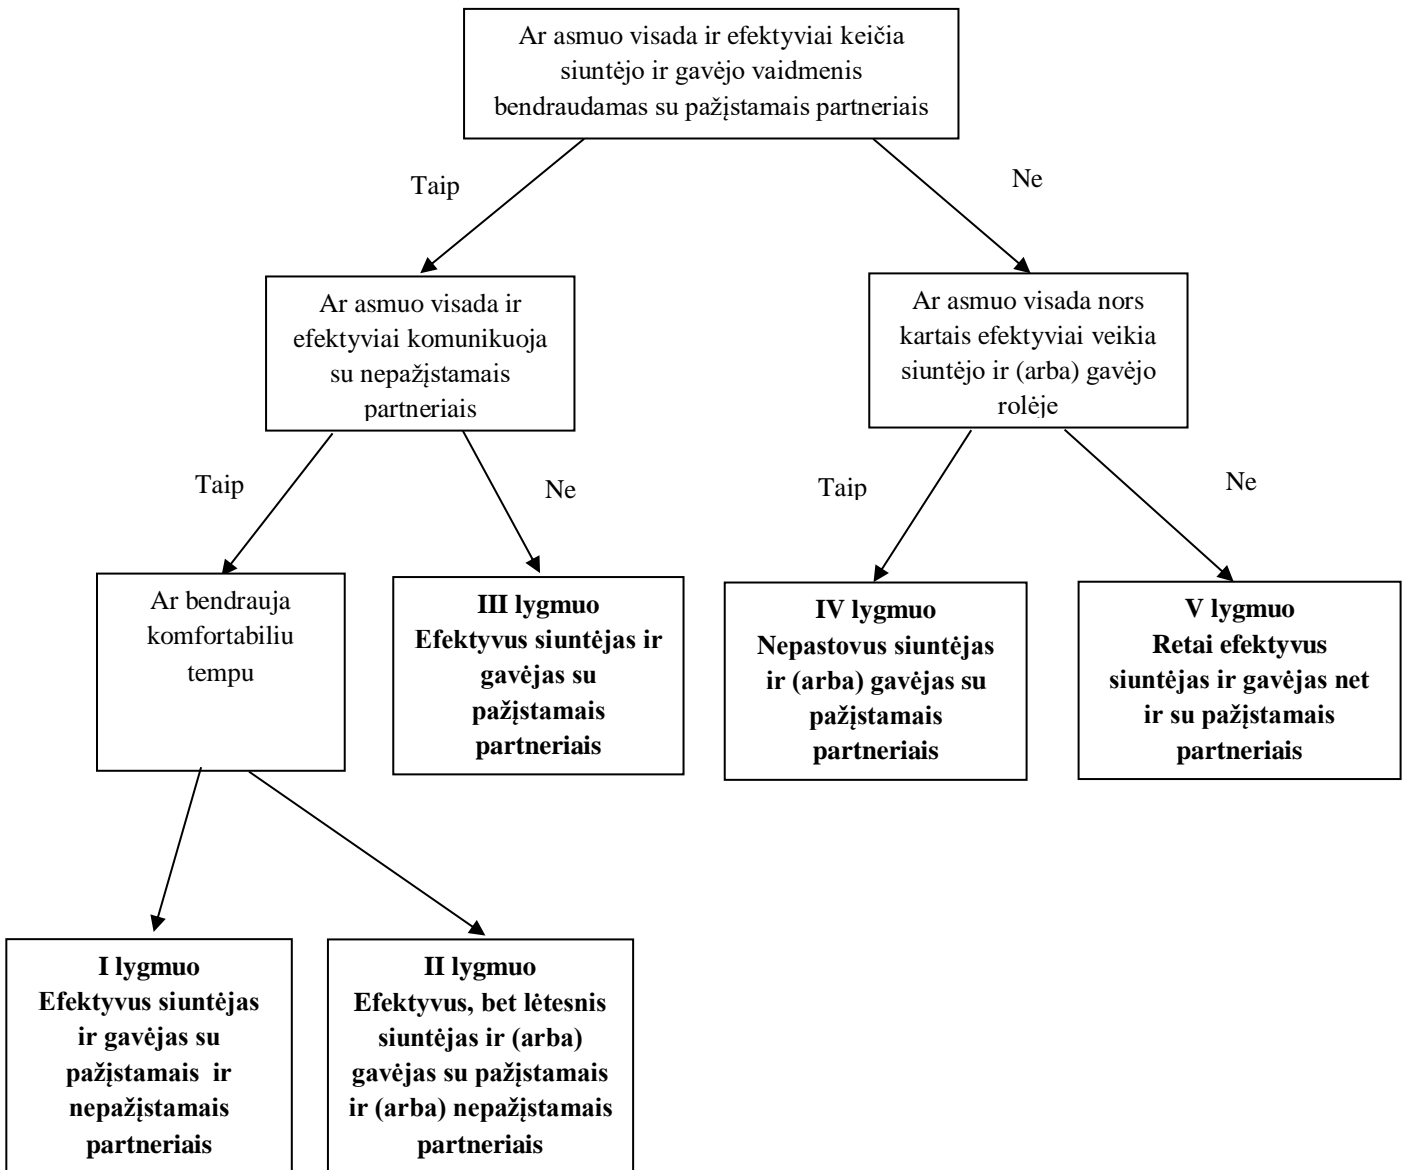 Ar asmuo visada ir efektyviai keičia
siuntėjo ir gavėjo vaidmenis
bendraudamas su pažįstamais partneriais
Taip
Ne
Ar asmuo visada ir
efektyviai komunikuoja
su nepažįstamais
partneriais
Ar asmuo visada nors
kartais efektyviai veikia
siuntėjo ir (arba) gavėjo
rolėje
Taip
Ne
Taip
Ne
Ar bendrauja
komfortabiliu
tempu
III lygmuo
Efektyvus siuntėjas ir
gavėjas su
pažįstamais
partneriais
IV lygmuo
Nepastovus siuntėjas
ir (arba) gavėjas su
pažįstamais
partneriais
V lygmuo
Retai efektyvus
siuntėjas ir gavėjas net
ir su pažįstamais
partneriais
I lygmuo
Efektyvus siuntėjas
ir gavėjas su
pažįstamais ir
nepažįstamais
partneriais
II lygmuo
Efektyvus, bet lėtesnis
siuntėjas ir (arba)
gavėjas su pažįstamais
ir (arba) nepažįstamais
partneriais